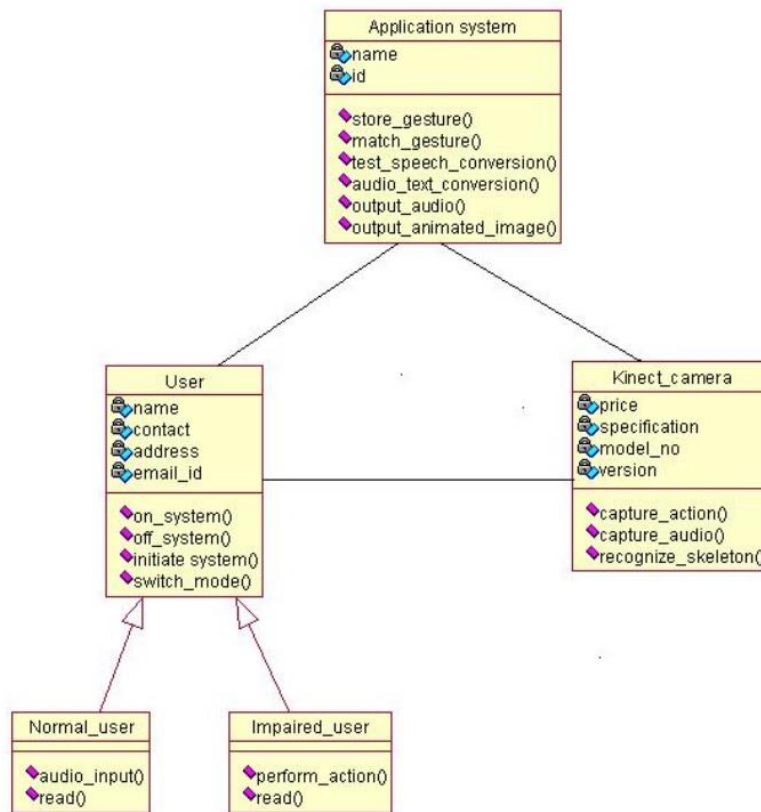 Application system
name
id
store_gesture()
match_gesture()
test_speech_conversion()
audio_text_conversion()
output_audio()
output_animated_image()
User
name
contact
address
email_id
on_system()
off_system()
initiate system()
switch_mode()
Kinect_camera
price
specification
model_no
version
capture_action()
capture_audio()
recognize_skeleton()
Normal_user
audio_input()
read()
Impaired_user
perform_action()
read()